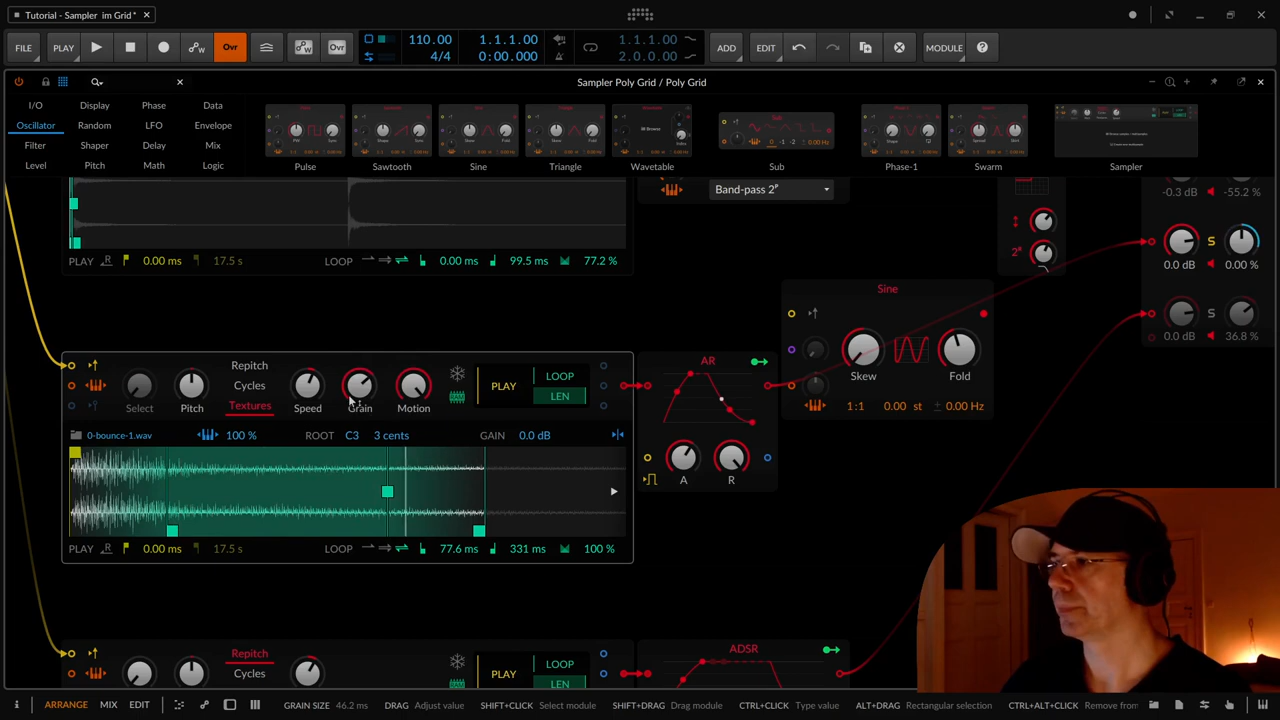 Tutorial - Sampler im Grid*
FILE
PLAY
Ovr
Ovr
110.00
4/4
1.1.1.00
0:00.000
1.1.1.00
2.0.0.00
ADD
EDIT
MODULE
Sampler Poly Grid / Poly Grid
I/O
Display
Phase
Data
Oscillator
Random
LFO
Envelope
Filter
Shaper
Delay
Mix
Level
Pitch
Math
Logic
Pulse
Sawtooth
Sine
Triangle
Wavetable
Sub
Phase-1
Swarm
Sampler
Band-pass 2ᵖ
-0.3 dB
-55.2 %
0.0 dB
S
0.00 %
PLAY
R
0.00 ms
17.5 s
LOOP
0.00 ms
99.5 ms
77.2 %
0.0 dB
S
36.8 %
Sine
Skew
Fold
1:1
0.00 st
± 0.00 Hz
Repitch
Cycles
Textures
Select
Pitch
Speed
Grain
Motion
PLAY
LOOP
LEN
AR
A
R
0-bounce-1.wav
100 %
ROOT
C3
3 cents
GAIN
0.0 dB
PLAY
R
0.00 ms
17.5 s
LOOP
77.6 ms
331 ms
100 %
Repitch
Cycles
PLAY
LOOP
LEN
ADSR
ARRANGE
MIX
EDIT
GRAIN SIZE 46.2 ms
DRAG Adjust value
SHIFT+CLICK Select module
SHIFT+DRAG Drag module
CTRL+CLICK Type value
ALT+DRAG Rectangular selection
CTRL+ALT+CLICK Remove from